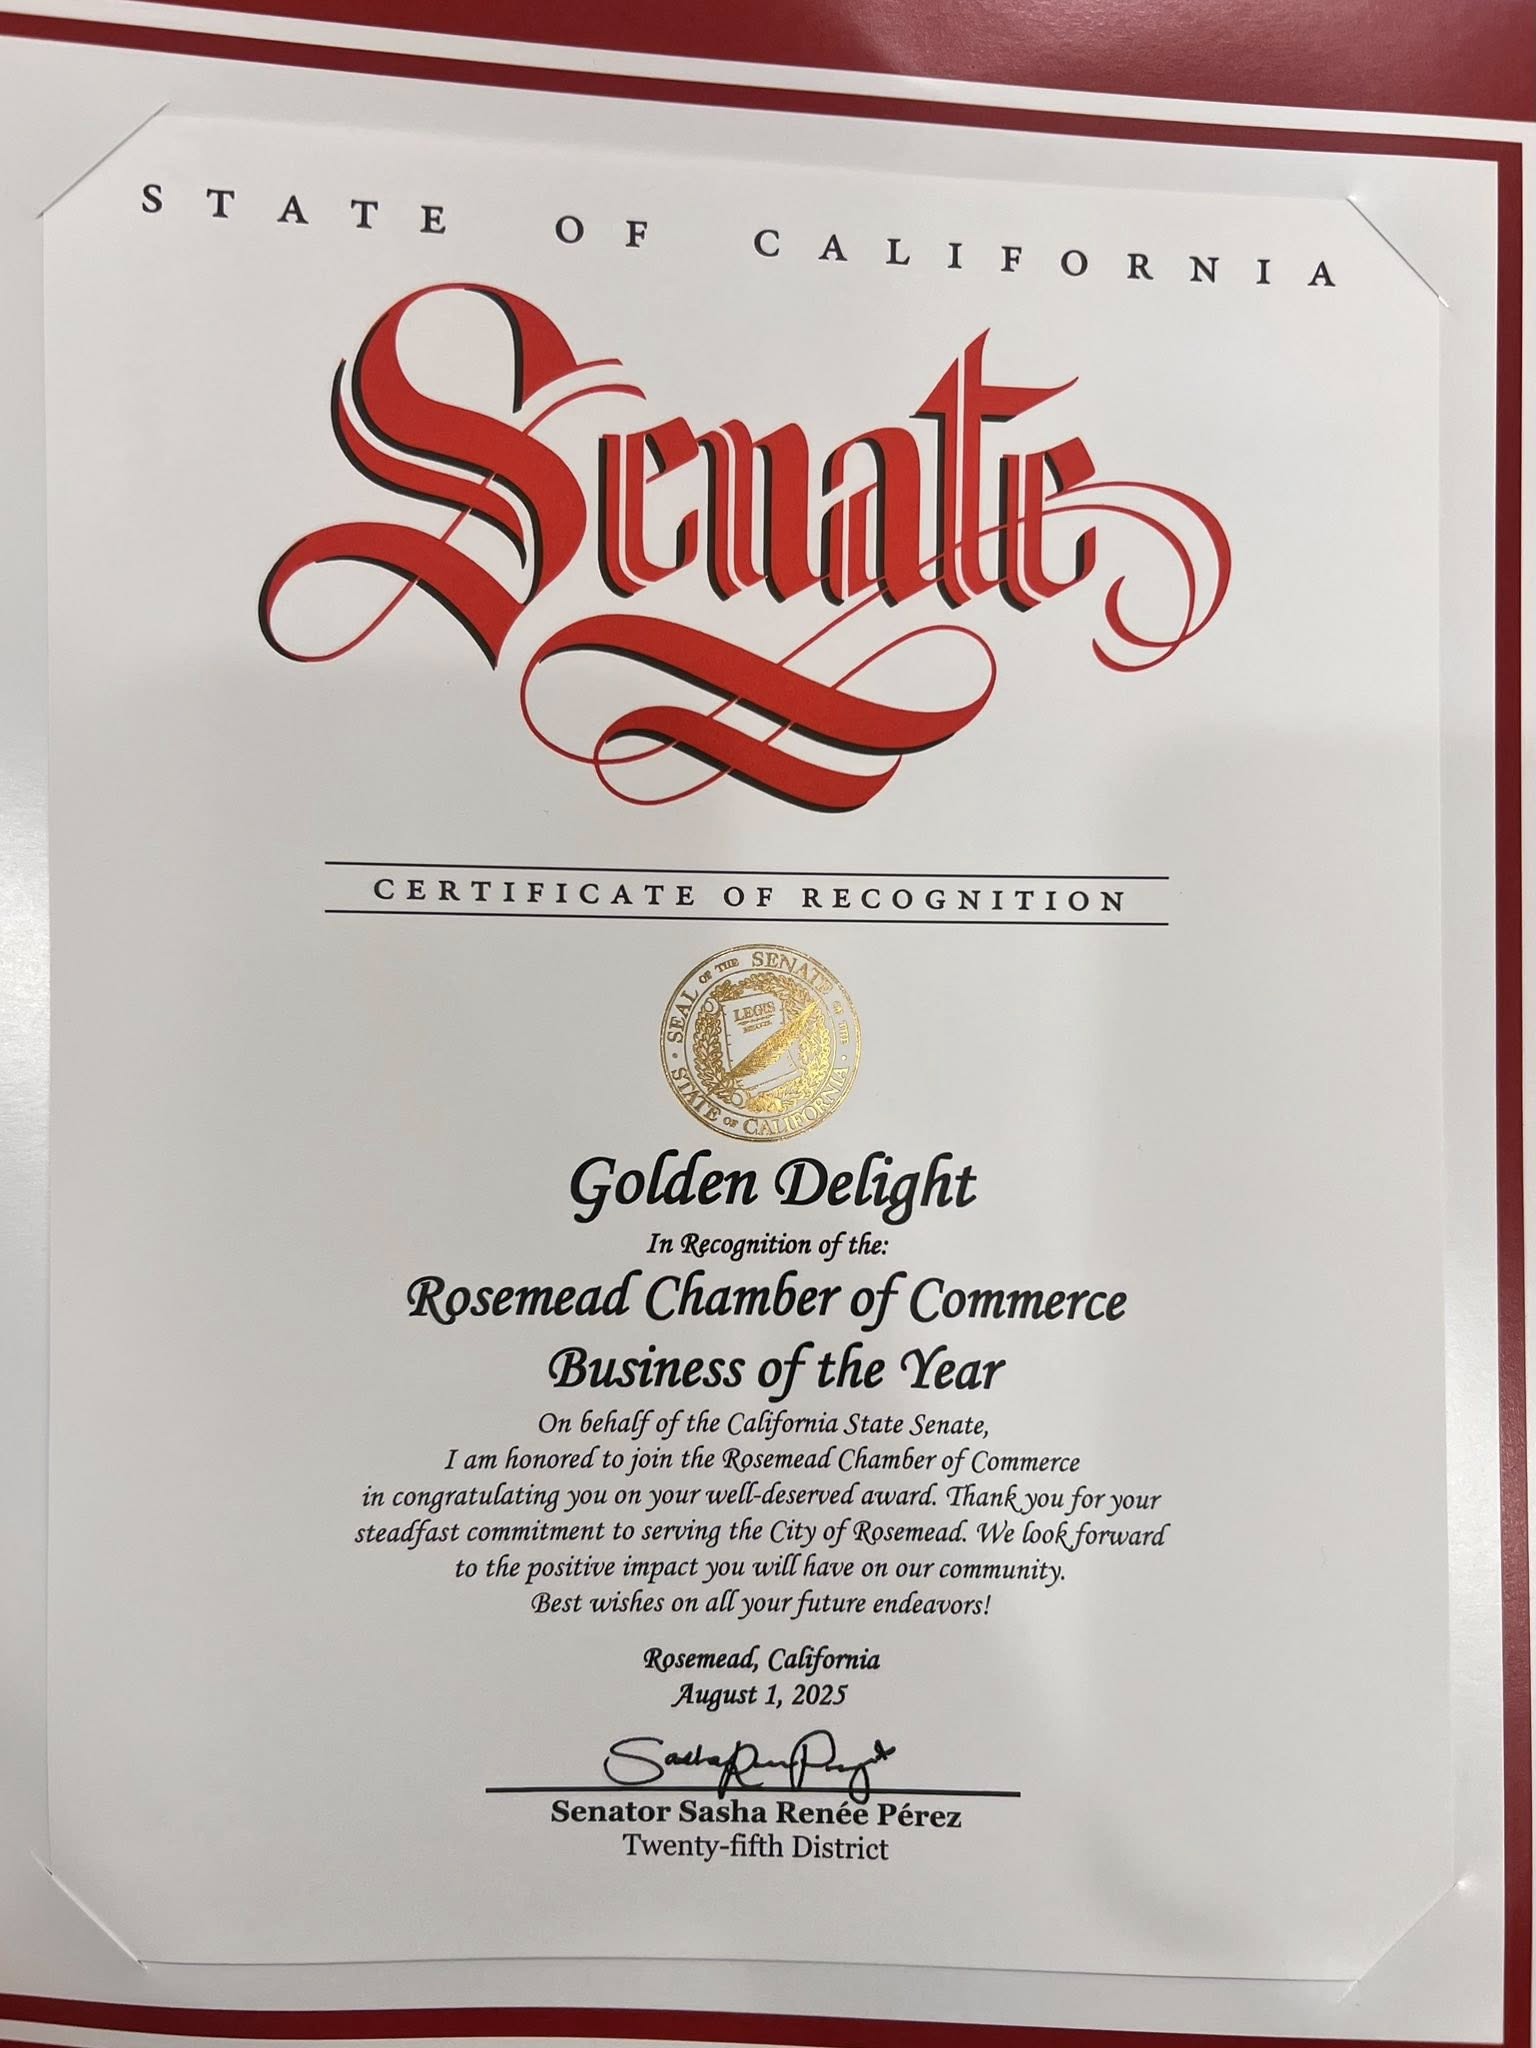 STATE OF CALIFORNIA
Senate
CERTIFICATE OF RECOGNITION
SEAL OF THE SENATE OF THE STATE OF CALIFORNIA
LEGIS
Golden Delight
In Recognition of the:
Rosemead Chamber of Commerce
Business of the Year
On behalf of the California State Senate,
I am honored to join the Rosemead Chamber of Commerce
in congratulating you on your well-deserved award. Thank you for your
steadfast commitment to serving the City of Rosemead. We look forward
to the positive impact you will have on our community.
Best wishes on all your future endeavors!
Rosemead, California
August 1, 2025
Senator Sasha Renée Pérez
Twenty-fifth District